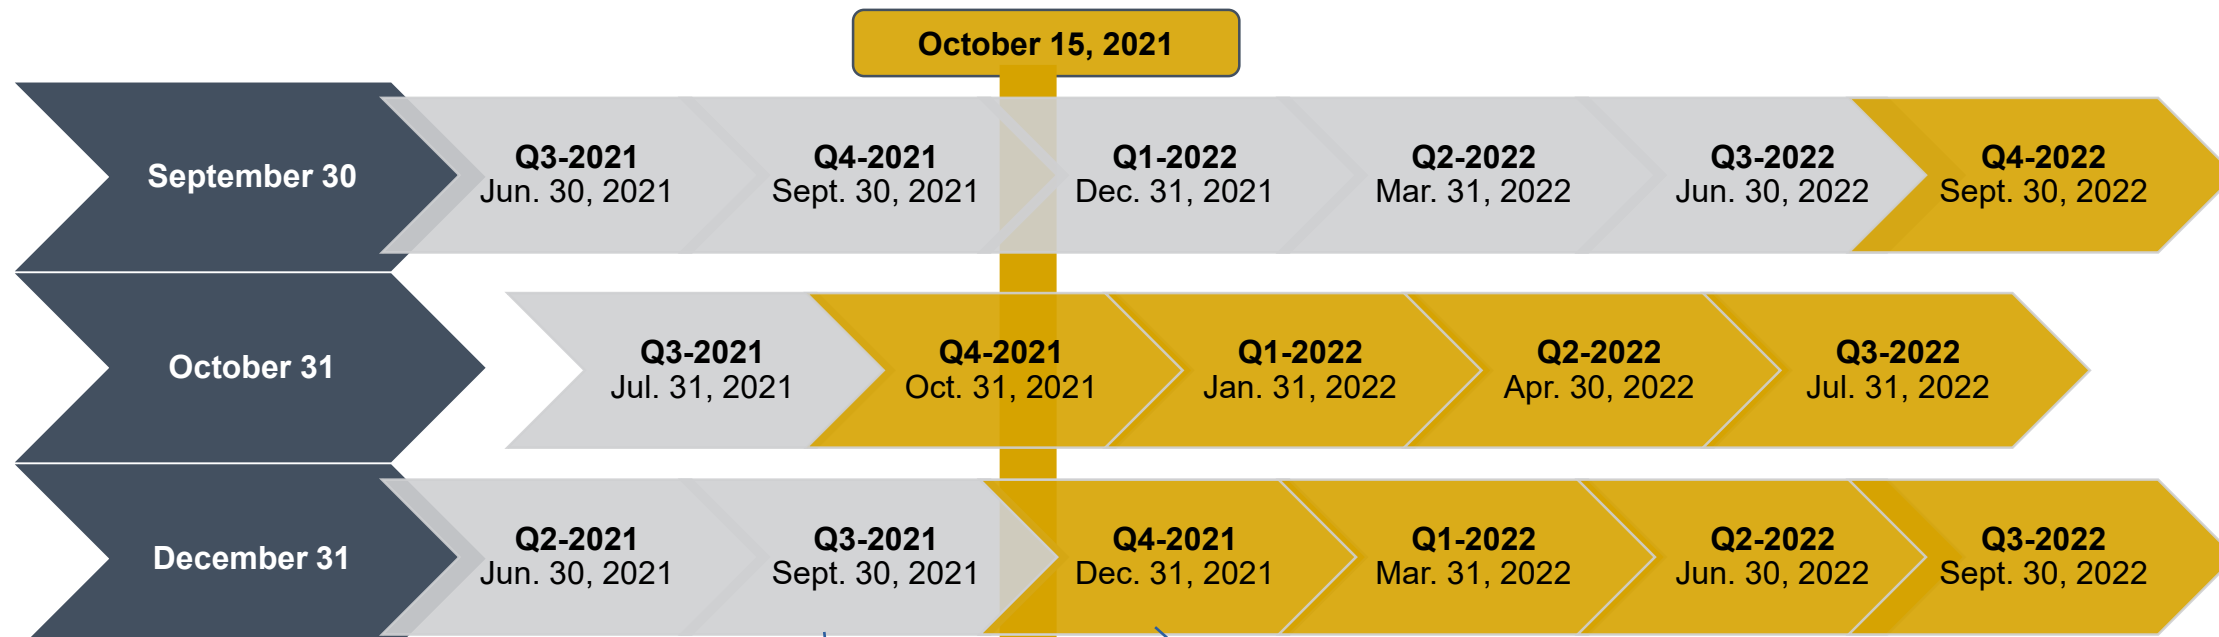 October 15, 2021
September 30
Q3-2021
Jun. 30, 2021
Q4-2021
Sept. 30, 2021
Q1-2022
Dec. 31, 2021
Q2-2022
Mar. 31, 2022
Q3-2022
Jun. 30, 2022
Q4-2022
Sept. 30, 2022
October 31
Q3-2021
Jul. 31, 2021
Q4-2021
Oct. 31, 2021
Q1-2022
Jan. 31, 2022
Q2-2022
Apr. 30, 2022
Q3-2022
Jul. 31, 2022
December 31
Q2-2021
Jun. 30, 2021
Q3-2021
Sept. 30, 2021
Q4-2021
Dec. 31, 2021
Q1-2022
Mar. 31, 2022
Q2-2022
Jun. 30, 2022
Q3-2022
Sept. 30, 2022